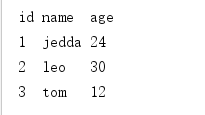 id name age
1 jedda 24
2 leo 30
3 tom 12